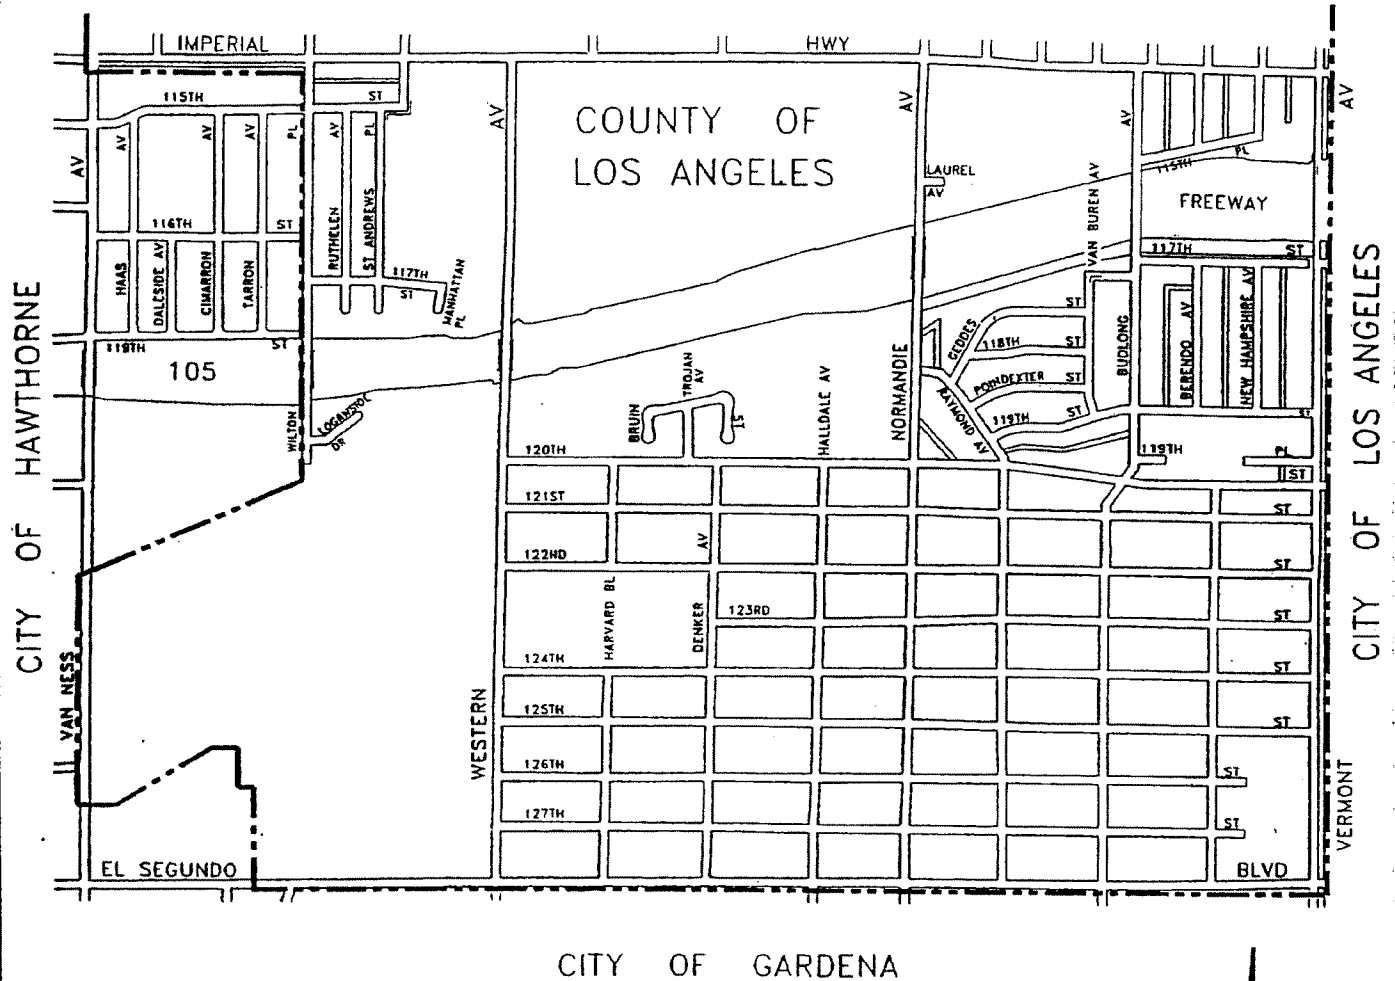 IMPERIAL HWY
115TH ST
AV
AV
AV
AV
PL
AV
PL
AV
AV
AV
AV
COUNTY OF
LOS ANGELES
LAUREL
AV
115TH PL
FREEWAY
116TH ST
117TH ST
HAAS
DALESIDE AV
CIMARRON
TARRON
RUTHELEN
ST ANDREWS
117TH
ST
MANHATTAN
PL
VAN BUREN AV
119TH ST
105
WILTON
LOGANSIDE
DR
BRUIN
TROJAN
AV
ST
HALLDALE AV
NORMANDIE
GEDDES ST
118TH ST
POINDEXTER ST
RAYMOND AV
119TH ST
BUDLONG
BERENDO AV
NEW HAMPSHIRE AV
ST
119TH PL
120TH ST
121ST ST
122ND ST
AV
HARVARD BL
DENKER
123RD ST
124TH ST
125TH ST
126TH ST
127TH ST
WESTERN
VAN NESS
VERMONT
EL SEGUNDO BLVD
CITY OF HAWTHORNE
CITY OF LOS ANGELES
CITY OF GARDENA